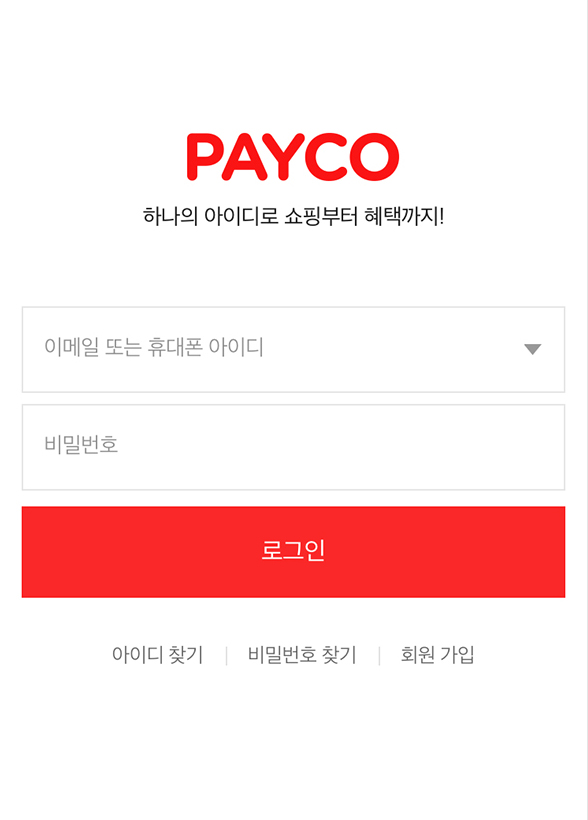 PAYCO
하나의 아이디로 쇼핑부터 혜택까지!
이메일 또는 휴대폰 아이디
비밀번호
로그인
아이디 찾기 | 비밀번호 찾기 | 회원 가입